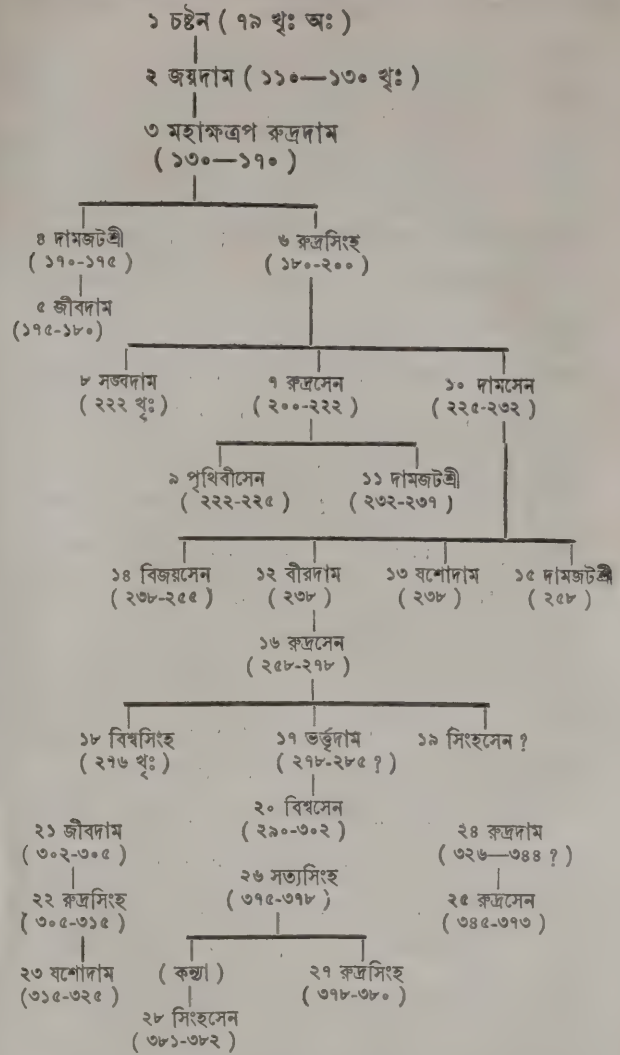 ১ চষ্টন ( ৭৯ খৃঃ অঃ )
২ জয়দাম ( ১১০—১৩০ খৃঃ )
৩ মহাক্ষত্রপ রুদ্রদাম
( ১৩০—১৭০ )
৪ দামজটশ্রী ৬ রুদ্রসিংহ
( ১৭০-১৭৫ ) ( ১৮০-২০০ )
৫ জীবদাম
(১৭৫-১৮০)
৮ সঙ্ঘদাম ৭ রুদ্রসেন ১০ দামসেন
( ২২২ খৃঃ ) ( ২০০-২২২ ) ( ২২৫-২৩২ )
৯ পৃথিবীসেন ১১ দামজটশ্রী
( ২২২-২২৫ ) ( ২৩২-২৩৭ )
১৪ বিজয়সেন ১২ বীরদাম ১৩ যশোদাম ১৫ দামজটশ্রী
( ২৩৮-২৫৫ ) ( ২৩৮ ) ( ২৩৮ ) ( ২৫৮ )
১৬ রুদ্রসেন
( ২৫৮-২৭৮ )
১৮ বিশ্বসিংহ ১৭ ভর্তৃদাম ১৯ সিংহসেন ?
( ২৭৬ খৃঃ ) ( ২৭৮-২৮৫ ? )
২০ বিশ্বসেন
( ২৯০-৩০২ )
২১ জীবদাম ২৪ রুদ্রদাম
( ৩০২-৩০৫ ) ( ৩২৬—৩৪৪ ? )
২৬ সত্যসিংহ
২২ রুদ্রসিংহ ( ৩৭৫-৩৭৮ ) ২৫ রুদ্রসেন
( ৩০৫-৩১৫ ) ( ৩৪৫-৩৭৩ )
২৩ যশোদাম ( কন্যা ) ২৭ রুদ্রসিংহ
(৩১৫-৩২৫ ) ( ৩৭৮-৩৮০ )
২৮ সিংহসেন
( ৩৮১-৩৮২ )